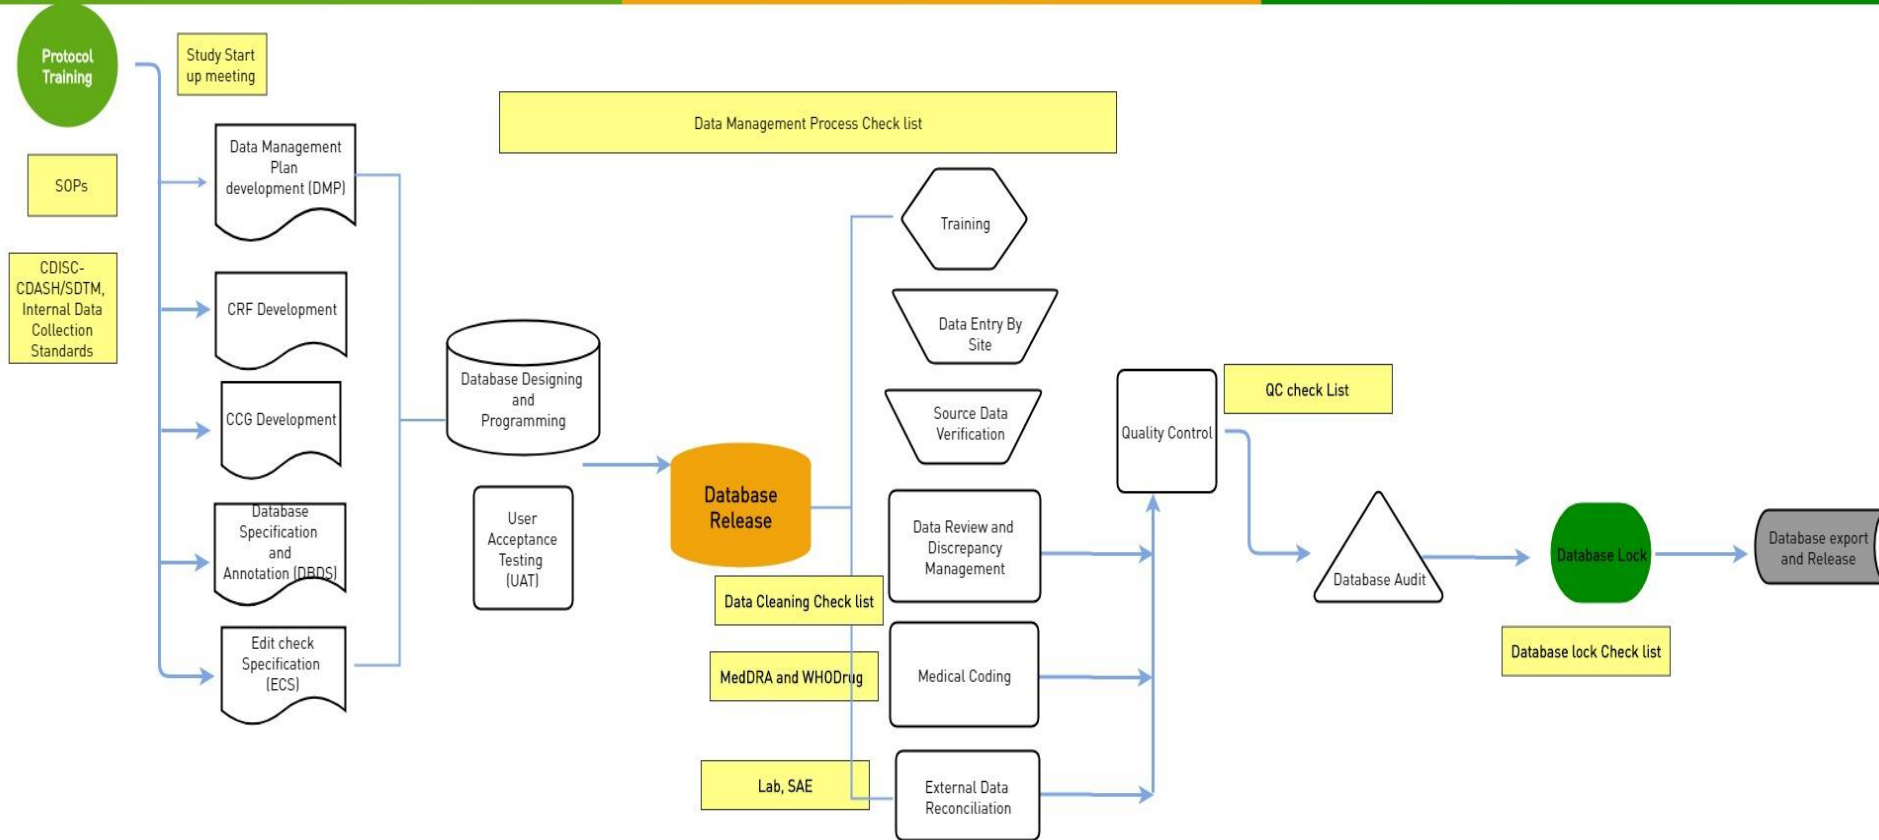 Protocol
Training
Study Start
up meeting
SOPs
CDISC-
CDASH/SDTM,
Internal Data
Collection
Standards
Data Management
Plan
development (DMP)
CRF Development
CCG Development
Database
Specification
and
Annotation (DBDS)
Edit check
Specification
(ECS)
Data Management Process Check list
Database Designing
and
Programming
User
Acceptance
Testing
(UAT)
Database
Release
Data Cleaning Check list
MedDRA and WHODrug
Lab, SAE
Training
Data Entry By
Site
Source Data
Verification
Data Review and
Discrepancy
Management
Medical Coding
External Data
Reconciliation
Quality Control
QC check List
Database Audit
Database Lock
Database lock Check list
Database export
and Release